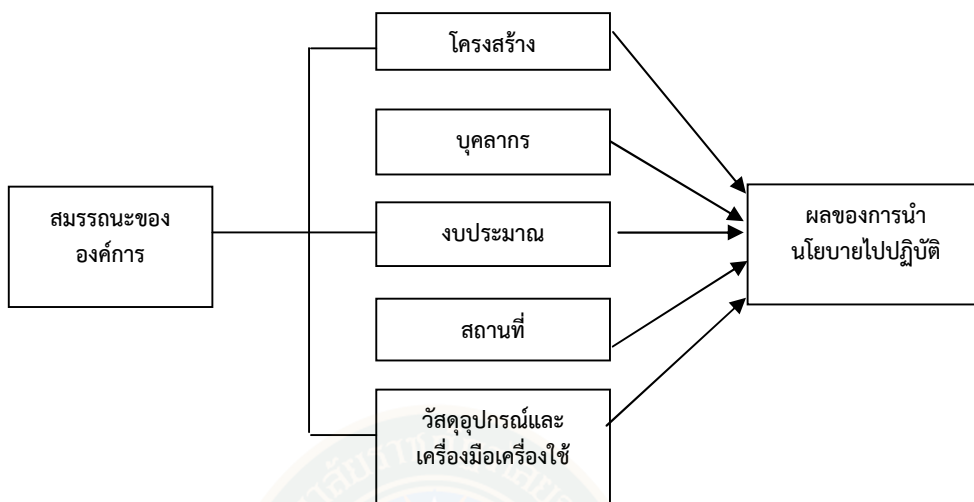 โครงสร้าง
บุคลากร
สมรรถนะของ
องค์การ
งบประมาณ
ผลของการนำ
นโยบายไปปฏิบัติ
สถานที่
วัสดุอุปกรณ์และ
เครื่องมือเครื่องใช้